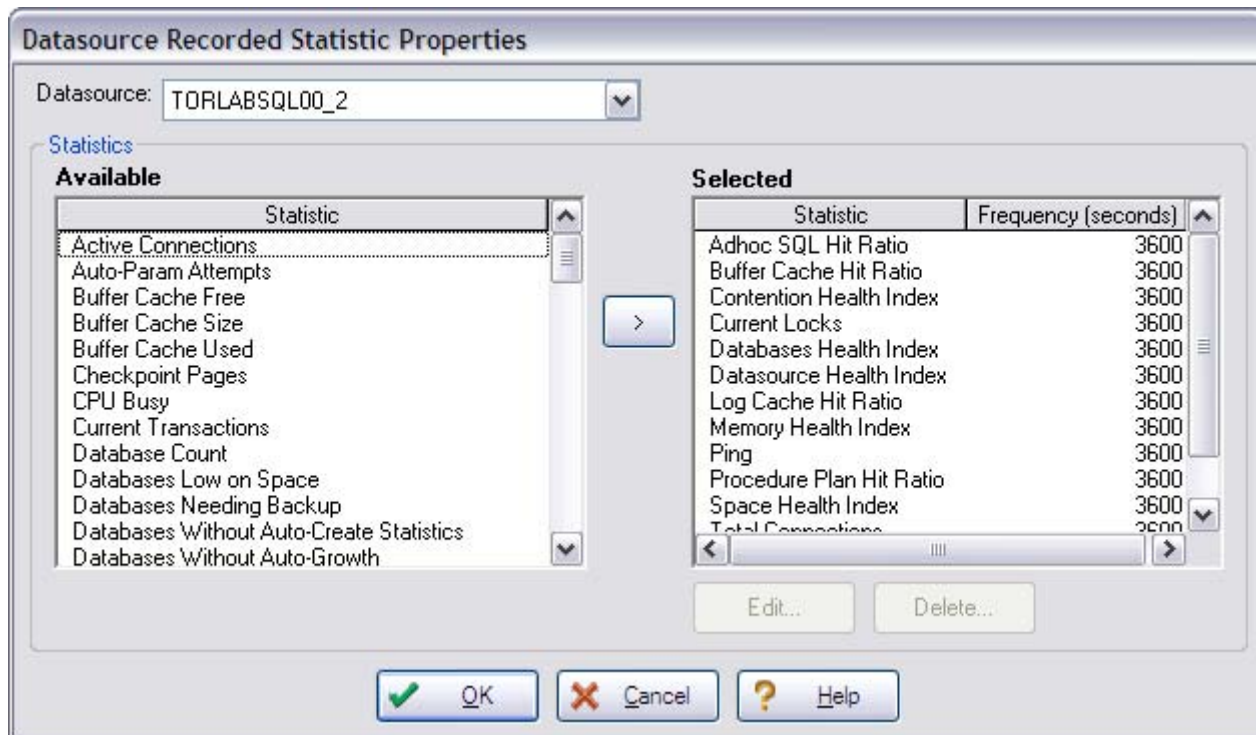 Datasource Recorded Statistic Properties
Datasource: TORLABSQL00_2
Statistics
Available
Statistic
Active Connections
Auto-Param Attempts
Buffer Cache Free
Buffer Cache Size
Buffer Cache Used
Checkpoint Pages
CPU Busy
Current Transactions
Database Count
Databases Low on Space
Databases Needing Backup
Databases Without Auto-Create Statistics
Databases Without Auto-Growth
>
Selected
Statistic Frequency (seconds)
Adhoc SQL Hit Ratio 3600
Buffer Cache Hit Ratio 3600
Contention Health Index 3600
Current Locks 3600
Databases Health Index 3600
Datasource Health Index 3600
Log Cache Hit Ratio 3600
Memory Health Index 3600
Ping 3600
Procedure Plan Hit Ratio 3600
Space Health Index 3600
Total Connections 3600
Edit... Delete...
OK Cancel ? Help